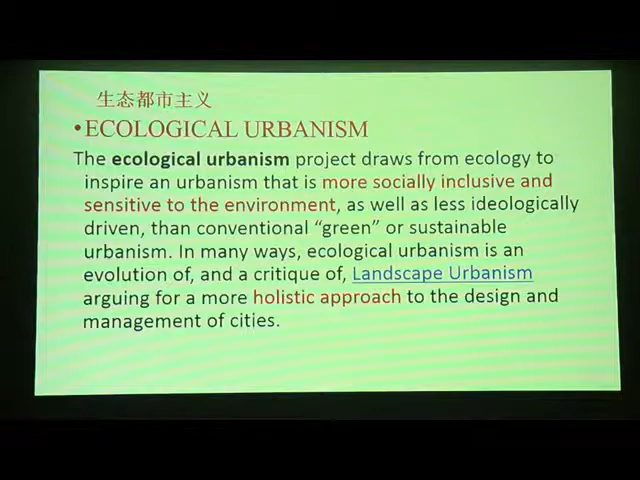 生态都市主义
•ECOLOGICAL URBANISM
The ecological urbanism project draws from ecology to
inspire an urbanism that is more socially inclusive and
sensitive to the environment, as well as less ideologically
driven, than conventional “green” or sustainable
urbanism. In many ways, ecological urbanism is an
evolution of, and a critique of, Landscape Urbanism
arguing for a more holistic approach to the design and
management of cities.